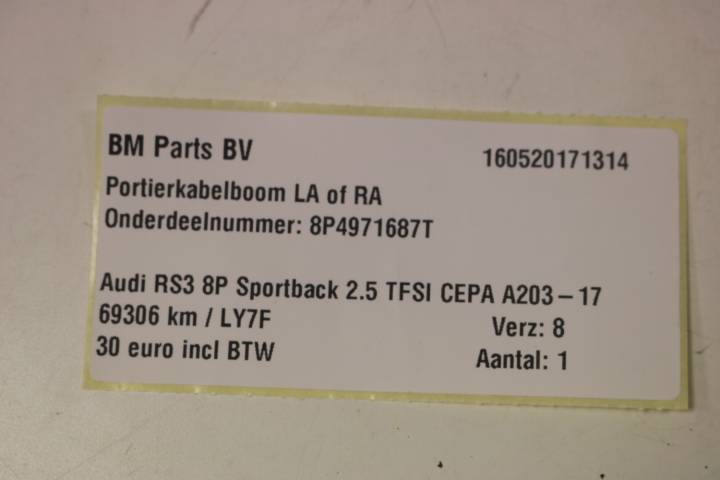 BM Parts BV 160520171314
Portierkabelboom LA of RA
Onderdeelnummer: 8P4971687T
Audi RS3 8P Sportback 2.5 TFSI CEPA A203-17
69306 km / LY7F Verz: 8
30 euro incl BTW Aantal: 1